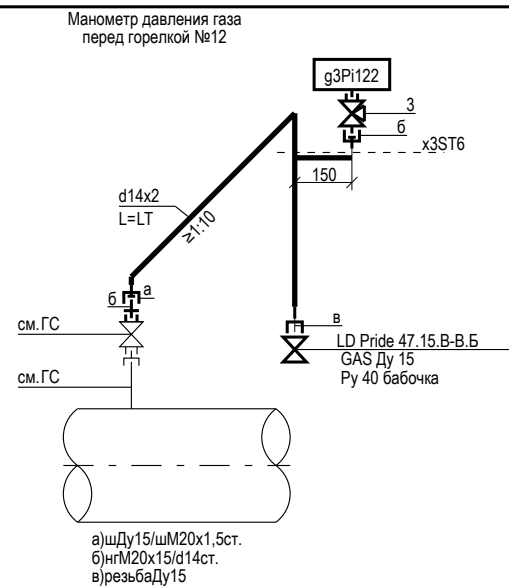 Манометр давления газа
перед горелкой №12
g3Pi122
3
б
x3ST6
150
d14x2
L=LT
≥1:10
а
б
см.ГС
в
LD Pride 47.15.В-В.Б
GAS Ду 15
Ру 40 бабочка
см.ГС
а)шДу15/шМ20х1,5ст.
б)нгМ20х15/d14ст.
в)резьбаДу15